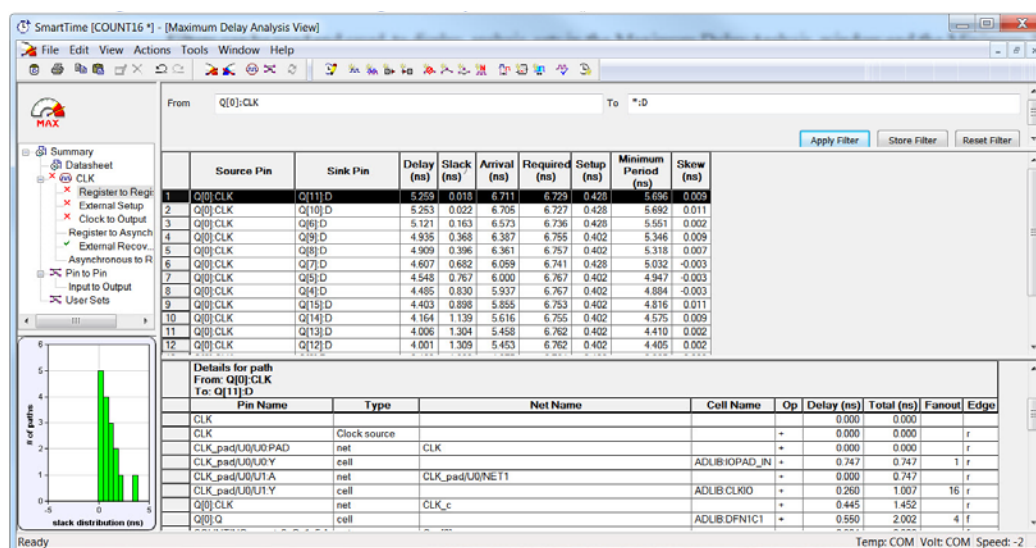 SmartTime [COUNT16 *] - [Maximum Delay Analysis View]
File Edit View Actions Tools Window Help
MAX
From Q[0]:CLK To *:D
Apply Filter Store Filter Reset Filter
Summary
Datasheet
CLK
Register to Regi
External Setup
Clock to Output
Register to Asynch
External Recov...
Asynchronous to R
Pin to Pin
Input to Output
User Sets
Source Pin Sink Pin Delay (ns) Slack (ns) Arrival (ns) Required (ns) Setup (ns) Minimum Period (ns) Skew (ns)
1 Q[0]:CLK Q[11]:D 5.259 0.018 6.711 6.729 0.428 5.696 0.009
2 Q[0]:CLK Q[10]:D 5.253 0.022 6.705 6.727 0.428 5.692 0.011
3 Q[0]:CLK Q[6]:D 5.121 0.163 6.573 6.736 0.428 5.551 0.002
4 Q[0]:CLK Q[9]:D 4.935 0.368 6.387 6.755 0.402 5.346 0.009
5 Q[0]:CLK Q[8]:D 4.909 0.396 6.361 6.757 0.402 5.318 0.007
6 Q[0]:CLK Q[7]:D 4.607 0.682 6.059 6.741 0.428 5.032 -0.003
7 Q[0]:CLK Q[5]:D 4.548 0.767 6.000 6.767 0.402 4.947 -0.003
8 Q[0]:CLK Q[4]:D 4.485 0.830 5.937 6.767 0.402 4.884 -0.003
9 Q[0]:CLK Q[15]:D 4.403 0.898 5.855 6.753 0.402 4.816 0.011
10 Q[0]:CLK Q[14]:D 4.164 1.139 5.616 6.755 0.402 4.575 0.009
11 Q[0]:CLK Q[13]:D 4.006 1.304 5.458 6.762 0.402 4.410 0.002
12 Q[0]:CLK Q[12]:D 4.001 1.309 5.453 6.762 0.402 4.405 0.002
# of paths
6
5
4
3
2
1
0
-5 0 5
slack distribution (ns)
Details for path
From: Q[0]:CLK
To: Q[11]:D
Pin Name Type Net Name Cell Name Op Delay (ns) Total (ns) Fanout Edge
CLK 0.000 0.000
CLK Clock source + 0.000 0.000 r
CLK_pad/U0/U0:PAD net CLK + 0.000 0.000 r
CLK_pad/U0/U0:Y cell ADLIB:IOPAD_IN + 0.747 0.747 1 r
CLK_pad/U0/U1:A net CLK_pad/U0/NET1 + 0.000 0.747 r
CLK_pad/U0/U1:Y cell ADLIB:CLKIO + 0.260 1.007 16 r
Q[0]:CLK net CLK_c + 0.445 1.452 r
Q[0]:Q cell ADLIB:DFN1C1 + 0.550 2.002 4 f
Ready Temp: COM Volt: COM Speed: -2